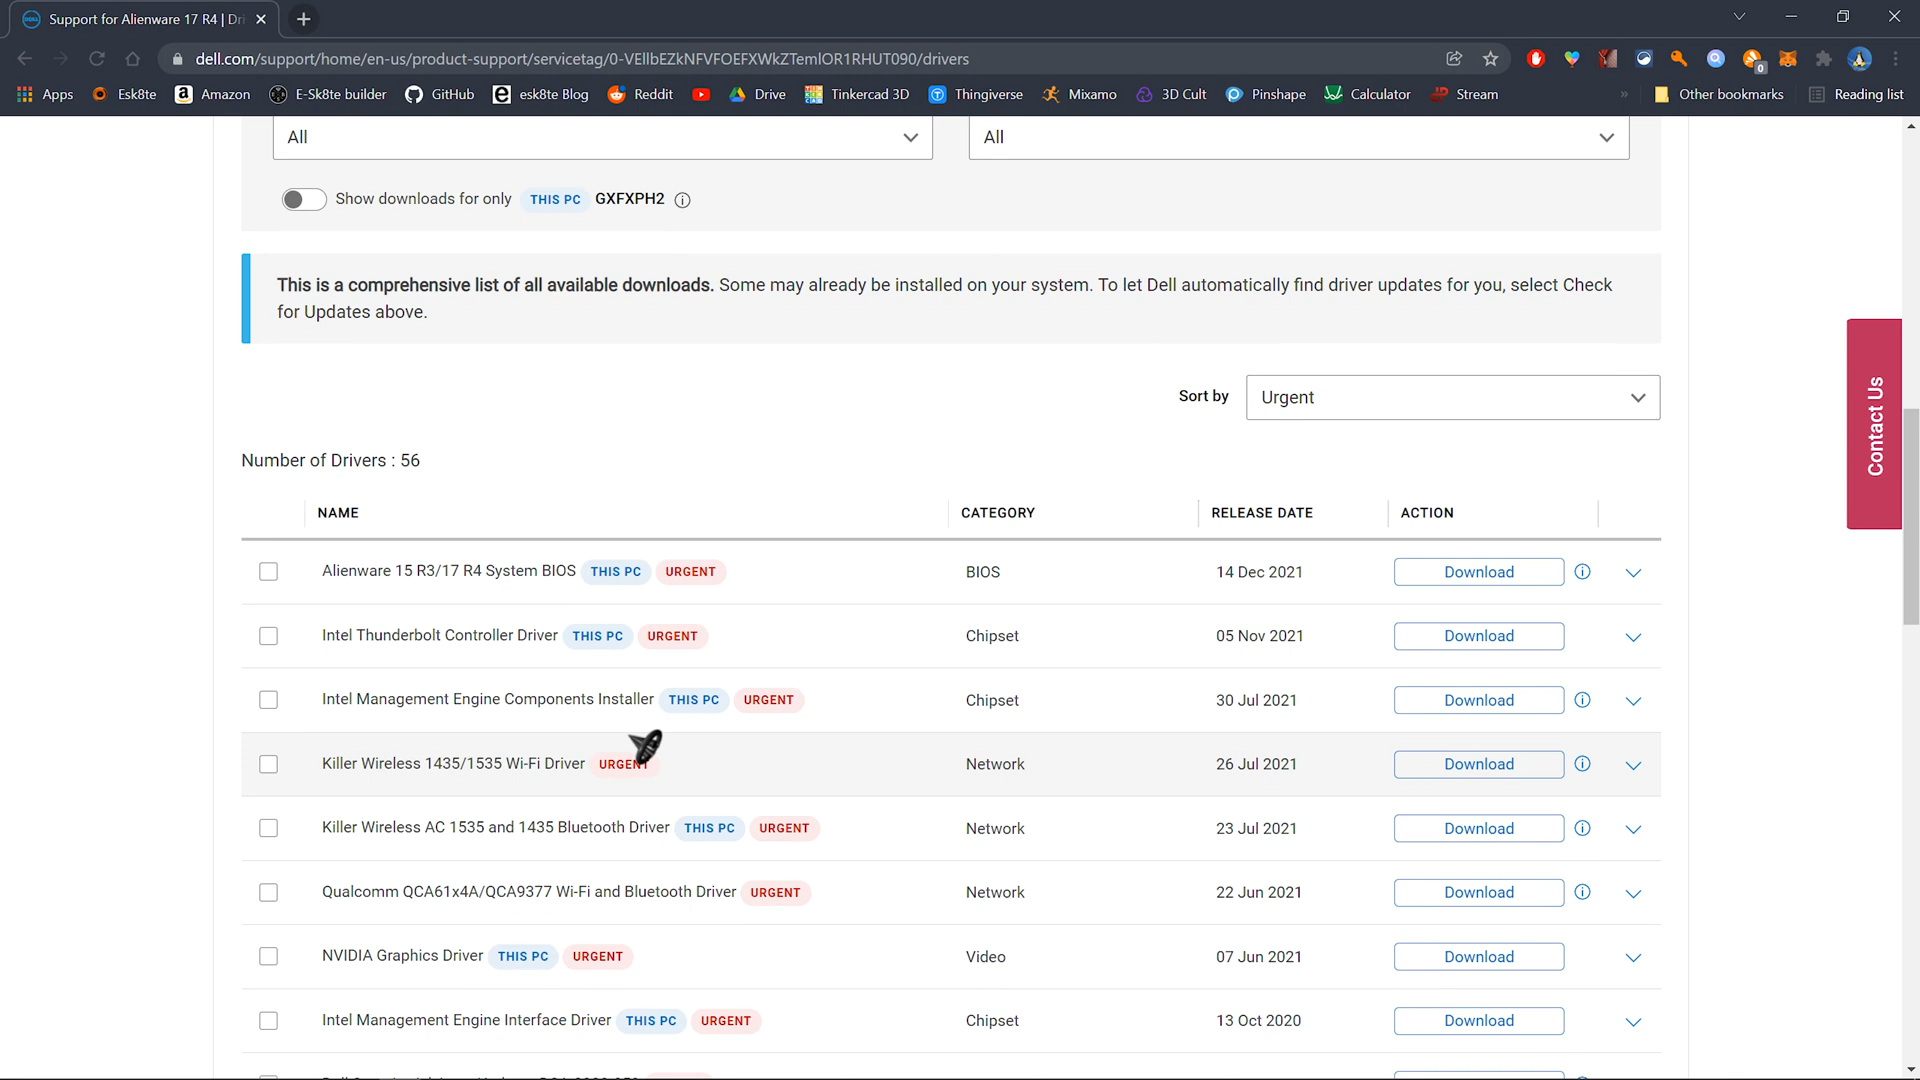 Support for Alienware 17 R4 | Dri
dell.com/support/home/en-us/product-support/servicetag/0-VEllbEZkNFVFOEFXWkZTemlOR1RHUT090/drivers
0
Apps Esk8te Amazon E-Sk8te builder GitHub esk8te Blog Reddit Drive Tinkercad 3D Thingiverse Mixamo 3D Cult Pinshape Calculator Stream » Other bookmarks Reading list
All All
Show downloads for only THIS PC GXFXPH2
This is a comprehensive list of all available downloads. Some may already be installed on your system. To let Dell automatically find driver updates for you, select Check
for Updates above.
Contact Us
Sort by Urgent
Number of Drivers : 56
NAME CATEGORY RELEASE DATE ACTION
Alienware 15 R3/17 R4 System BIOS THIS PC URGENT BIOS 14 Dec 2021 Download
Intel Thunderbolt Controller Driver THIS PC URGENT Chipset 05 Nov 2021 Download
Intel Management Engine Components Installer THIS PC URGENT Chipset 30 Jul 2021 Download
Killer Wireless 1435/1535 Wi-Fi Driver URGENT Network 26 Jul 2021 Download
Killer Wireless AC 1535 and 1435 Bluetooth Driver THIS PC URGENT Network 23 Jul 2021 Download
Qualcomm QCA61x4A/QCA9377 Wi-Fi and Bluetooth Driver URGENT Network 22 Jun 2021 Download
NVIDIA Graphics Driver THIS PC URGENT Video 07 Jun 2021 Download
Intel Management Engine Interface Driver THIS PC URGENT Chipset 13 Oct 2020 Download